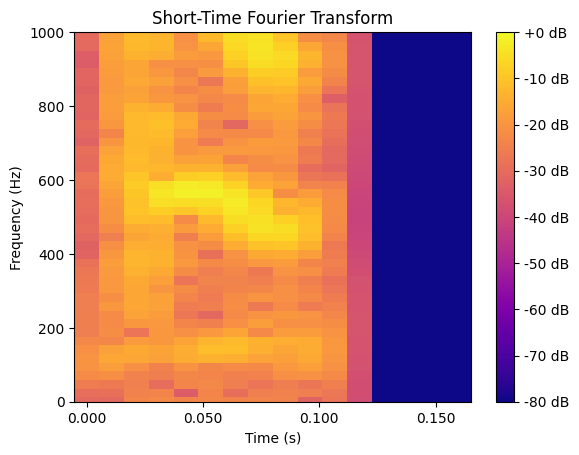 Short-Time Fourier Transform
Frequency (Hz)
1000
800
600
400
200
0
0.000
0.050
0.100
0.150
Time (s)
+0 dB
-10 dB
-20 dB
-30 dB
-40 dB
-50 dB
-60 dB
-70 dB
-80 dB